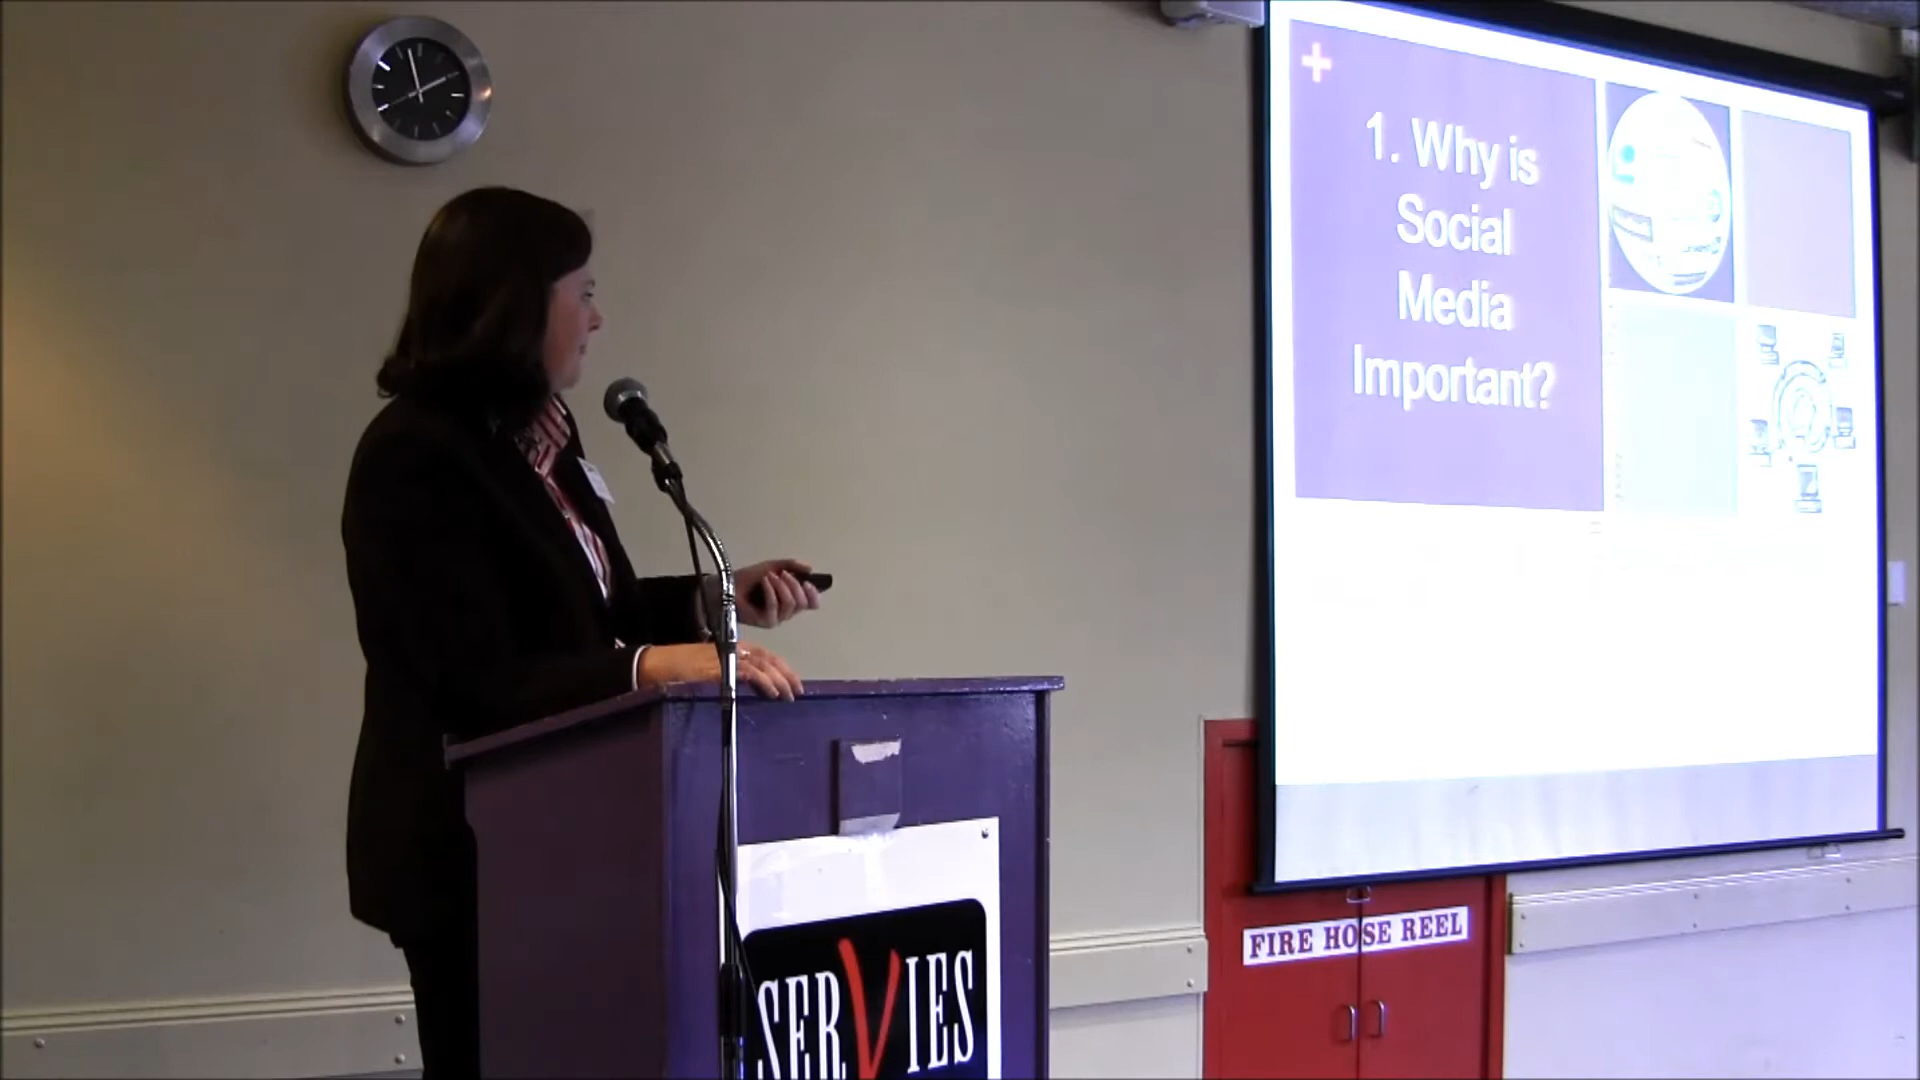 1. Why is
Social
Media
Important?
FIRE HOSE REEL
SERVIES